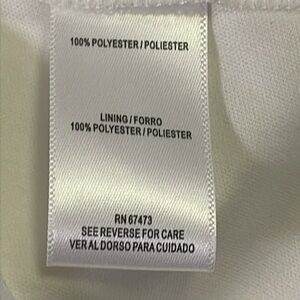 100% POLYESTER / POLIESTER
LINING / FORRO
100% POLYESTER / POLIESTER
RN 67473
SEE REVERSE FOR CARE
VER AL DORSO PARA CUIDADO